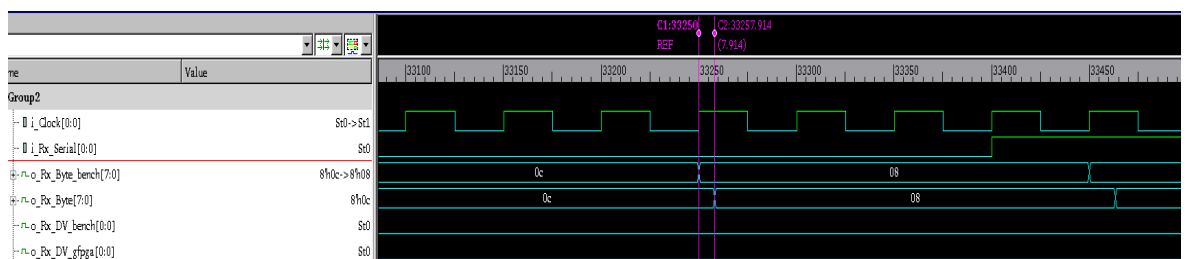 C1:33250 C2:33257.914
REF (7.914)
me Value
33100 33150 33200 33250 33300 33350 33400 33450
Group2
i_Clock[0:0] St0->St1
i_Rx_Serial[0:0] St0
o_Rx_Byte_bench[7:0] 8'h0c->8'h08 0c 08
o_Rx_Byte[7:0] 8'h0c 0c 08
o_Rx_DV_bench[0:0] St0
o_Rx_DV_gfpga[0:0] St0